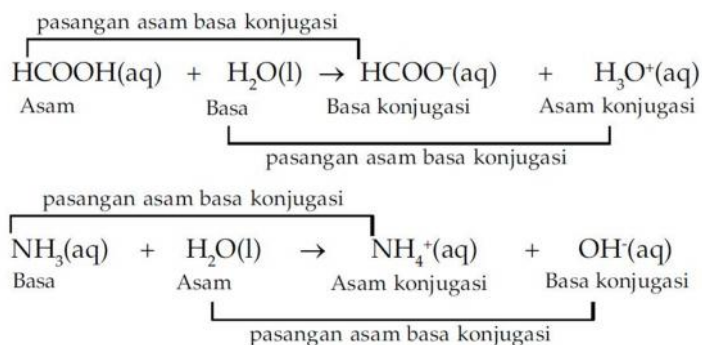 pasangan asam basa konjugasi
HCOOH(aq) + H₂O(l) → HCOO⁻(aq) + H₃O⁺(aq)
Asam Basa Basa konjugasi Asam konjugasi
pasangan asam basa konjugasi
pasangan asam basa konjugasi
NH₃(aq) + H₂O(l) → NH₄⁺(aq) + OH⁻(aq)
Basa Asam Asam konjugasi Basa konjugasi
pasangan asam basa konjugasi